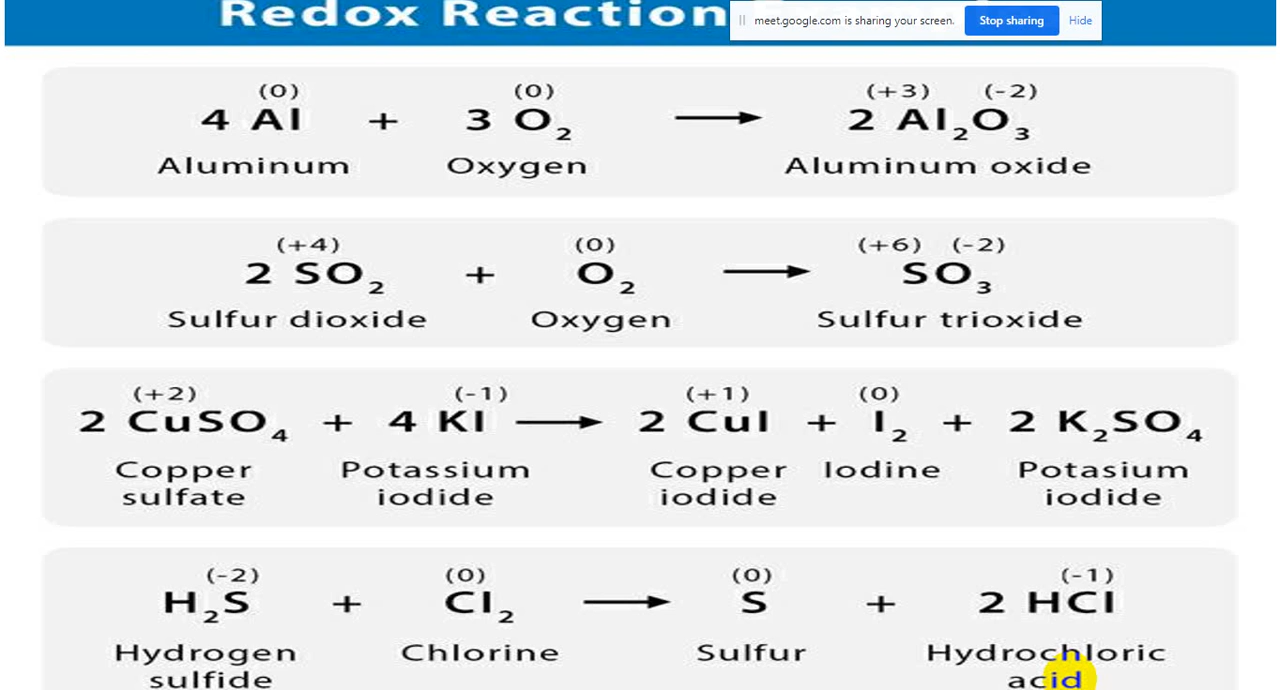 Redox Reaction
meet.google.com is sharing your screen. Stop sharing Hide
(0) (0) (+3) (-2)
4 Al + 3 O₂ ⟶ 2 Al₂O₃
Aluminum Oxygen Aluminum oxide
(+4) (0) (+6) (-2)
2 SO₂ + O₂ ⟶ SO₃
Sulfur dioxide Oxygen Sulfur trioxide
(+2) (-1) (+1) (0)
2 CuSO₄ + 4 KI ⟶ 2 CuI + I₂ + 2 K₂SO₄
Copper Potassium Copper Iodine Potasium
sulfate iodide iodide iodide
(-2) (0) (0) (-1)
H₂S + Cl₂ ⟶ S + 2 HCl
Hydrogen Chlorine Sulfur Hydrochloric
sulfide acid